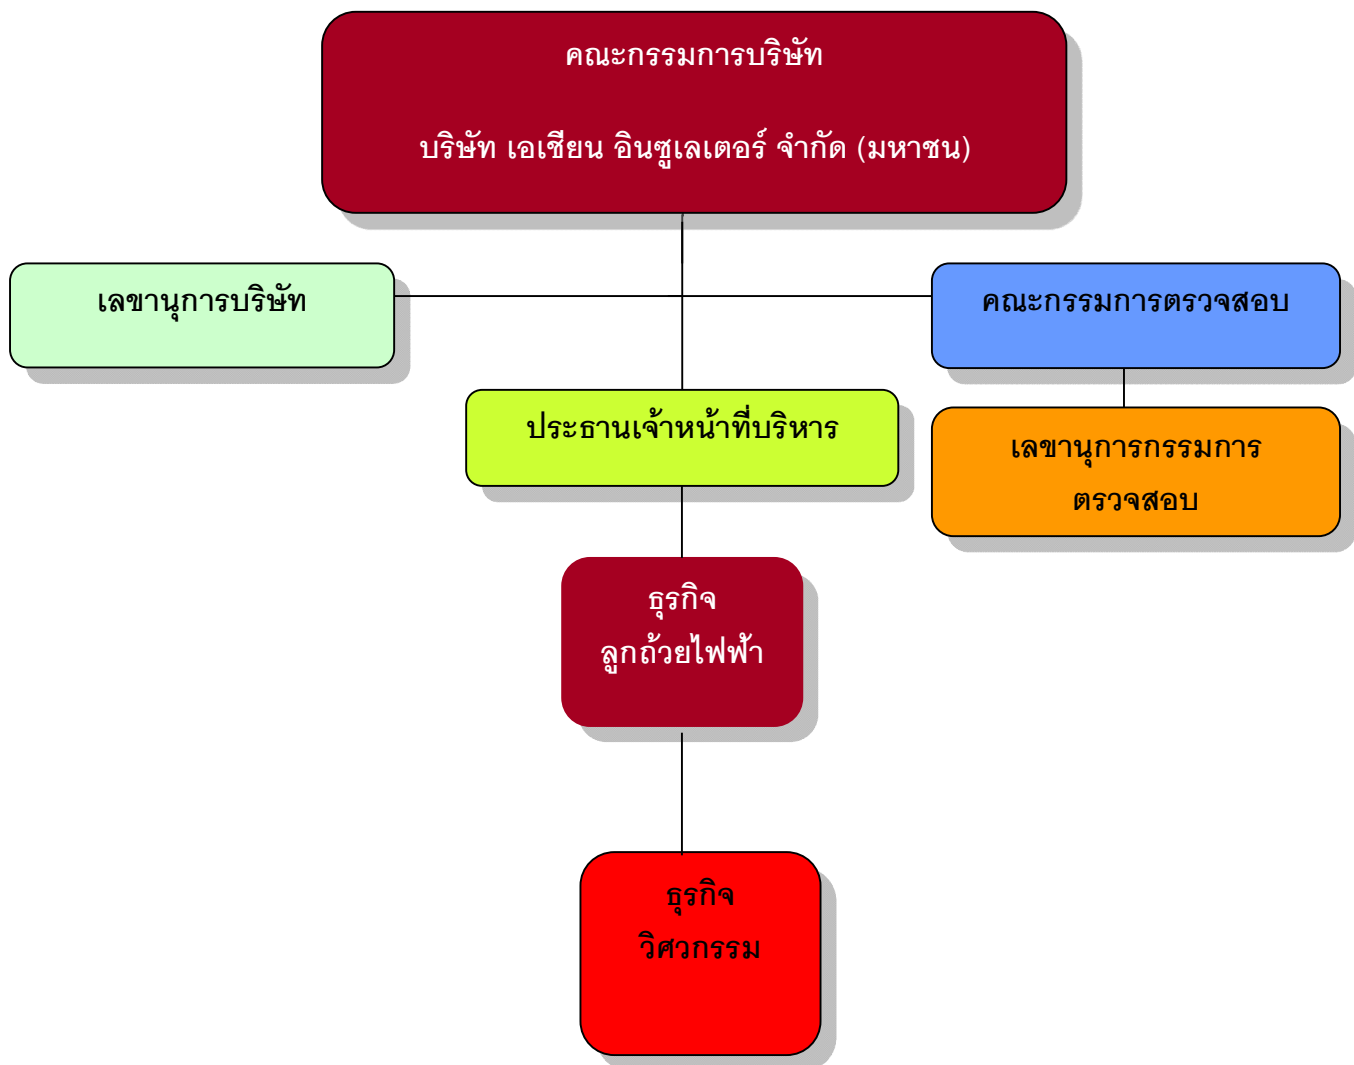 คณะกรรมการบริษัท
บริษัท เอเชียน อินซูเลเตอร์ จำกัด (มหาชน)
เลขานุการบริษัท
คณะกรรมการตรวจสอบ
ประธานเจ้าหน้าที่บริหาร
เลขานุการกรรมการ
ตรวจสอบ
ธุรกิจ
ลูกถ้วยไฟฟ้า
ธุรกิจ
วิศวกรรม